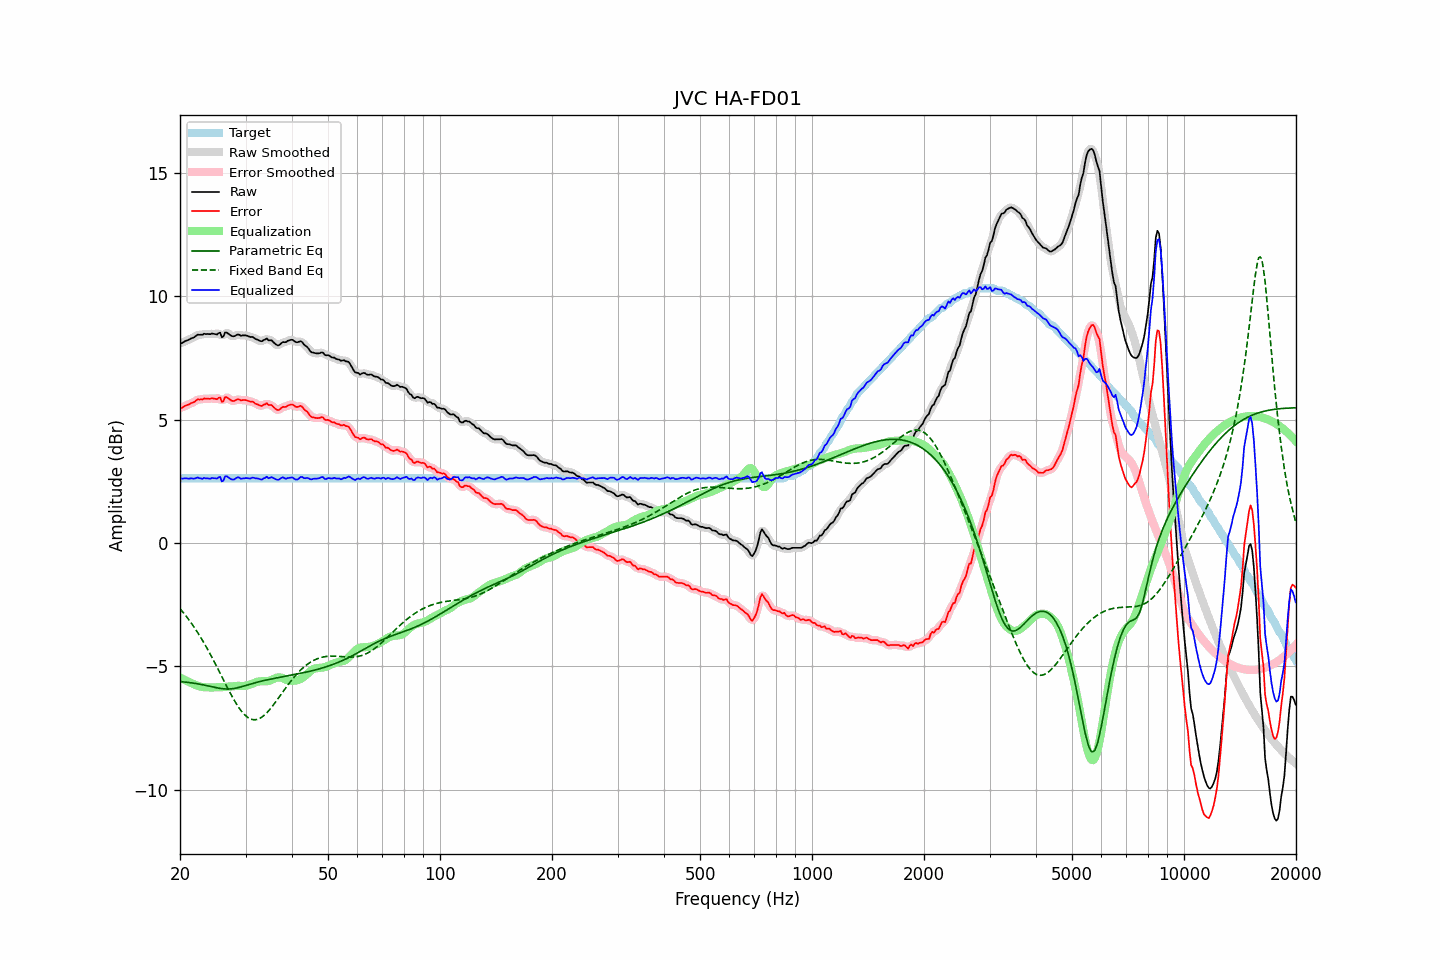 JVC HA-FD01
Target
Raw Smoothed
Error Smoothed
Raw
Error
Equalization
Parametric Eq
Fixed Band Eq
Equalized
Amplitude (dBr)
15
10
5
0
−5
−10
20
50
100
200
500
1000
2000
5000
10000
20000
Frequency (Hz)